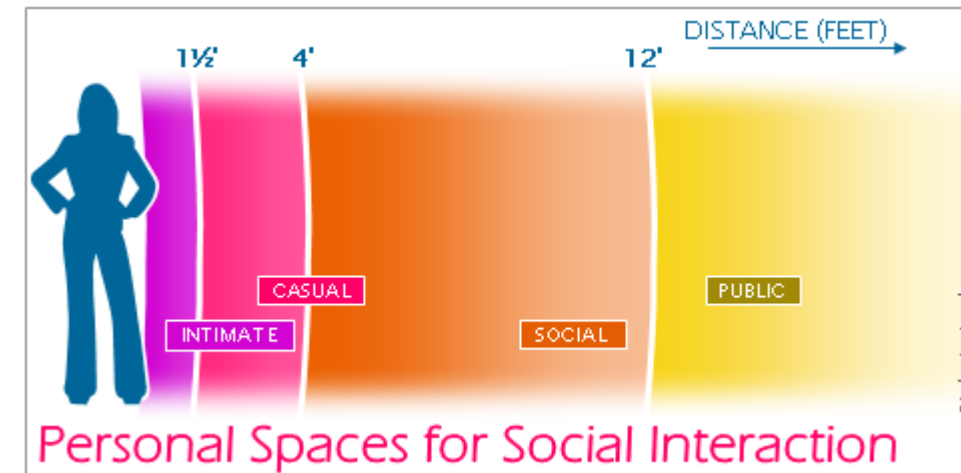 DISTANCE (FEET)
1½' 4' 12'
CASUAL PUBLIC
INTIMATE SOCIAL
Personal Spaces for Social Interaction